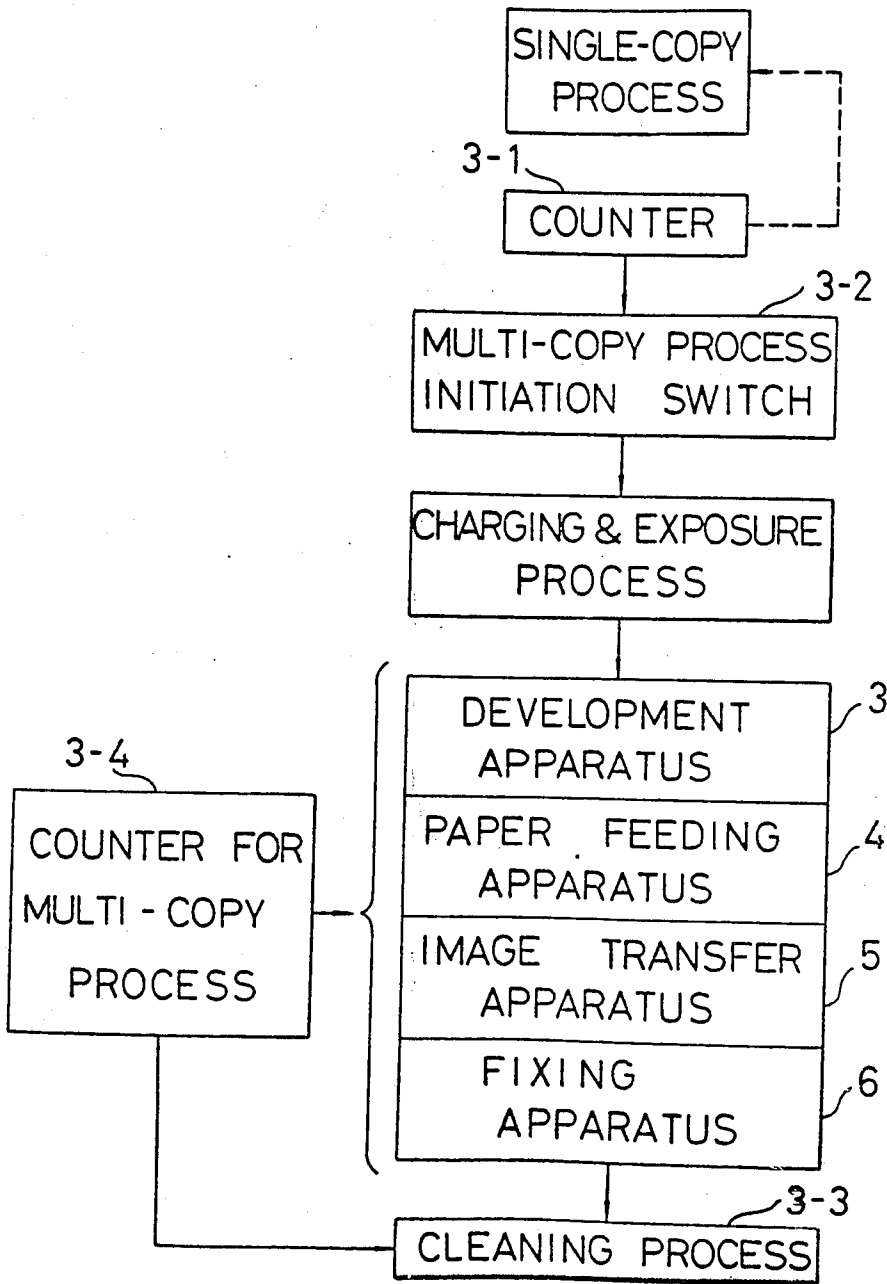 SINGLE-COPY
PROCESS
3-1
COUNTER
3-2
MULTI-COPY PROCESS
INITIATION SWITCH
CHARGING & EXPOSURE
PROCESS
3
DEVELOPMENT
APPARATUS
3-4
COUNTER FOR
MULTI-COPY
PROCESS
4
PAPER FEEDING
APPARATUS
5
IMAGE TRANSFER
APPARATUS
6
FIXING
APPARATUS
3-3
CLEANING PROCESS